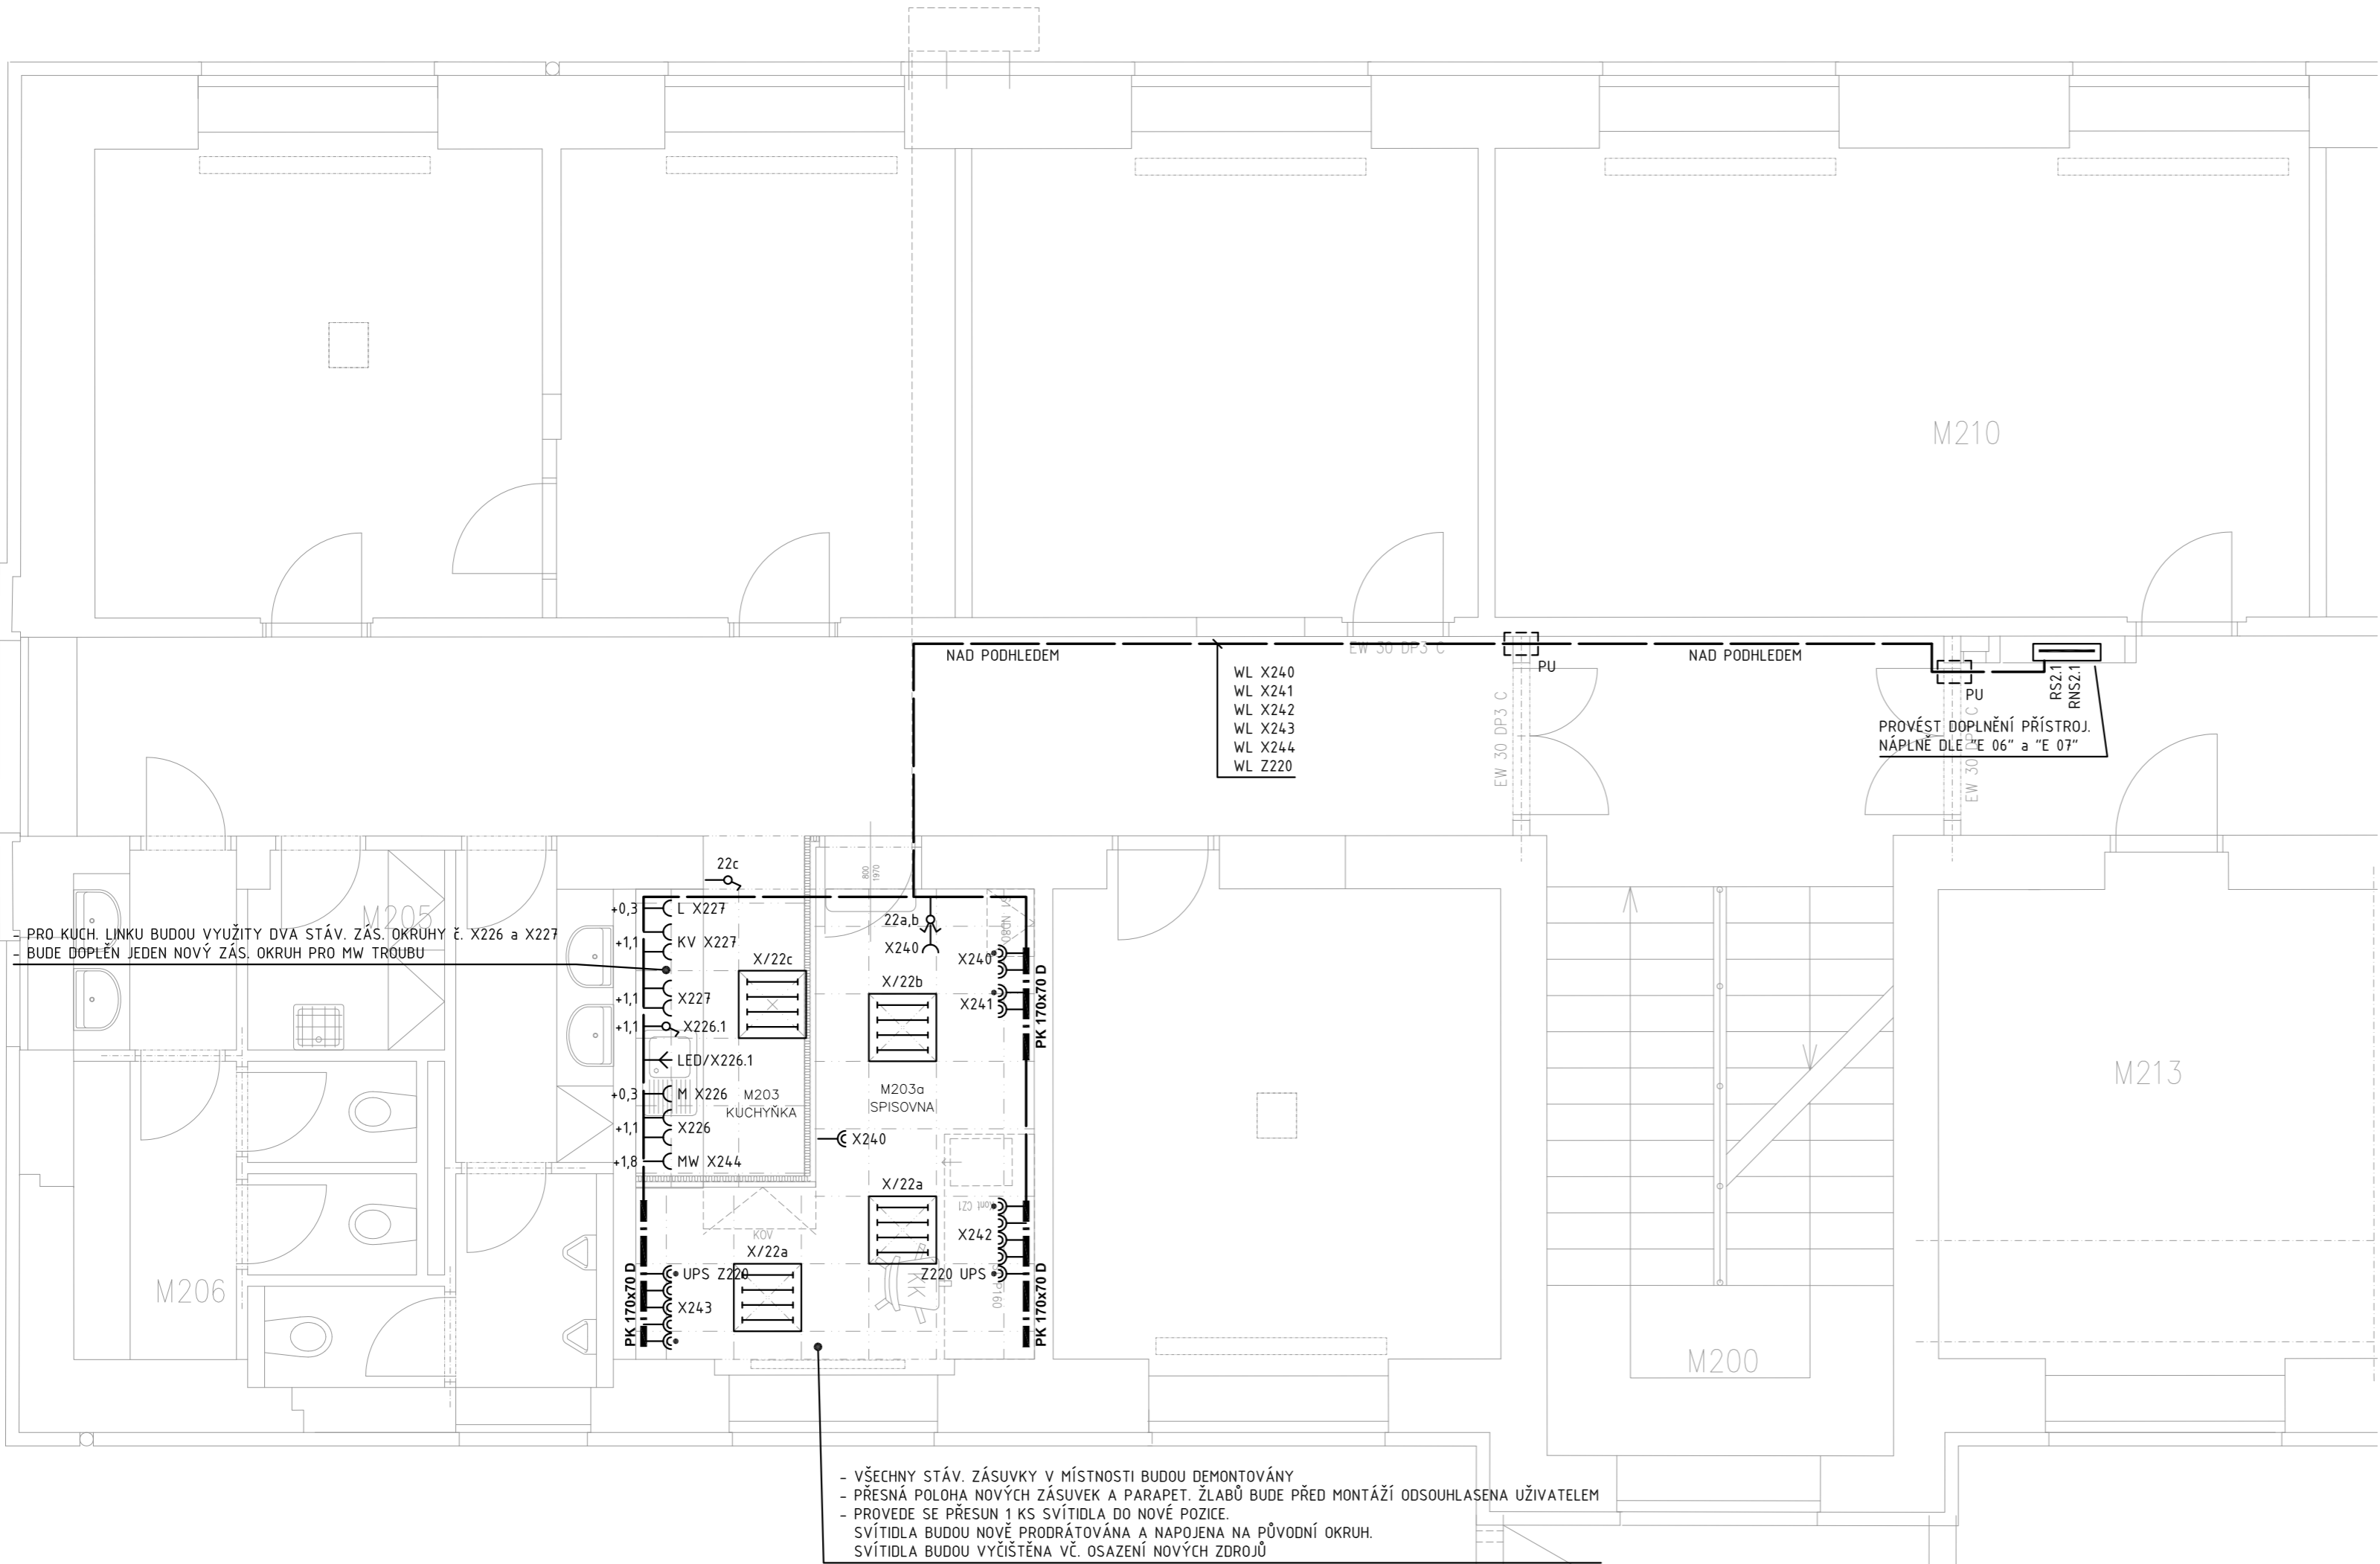 M210
NAD PODHLEDEM
EW 30 DP3 C
PU
NAD PODHLEDEM
WL X240
WL X241
WL X242
WL X243
WL X244
WL Z220
EW 30 DP3 C
PU
RS2.1
RNS2.1
EW 30 DP3 C
PROVÉST DOPLNĚNÍ PŘÍSTROJ.
NÁPLNĚ DLE "E 06" a "E 07"
22c
800
1970
M205
- PRO KUCH. LINKU BUDOU VYUŽITY DVA STÁV. ZÁS. OKRUHY č. X226 a X227
- BUDE DOPLĚN JEDEN NOVÝ ZÁS. OKRUH PRO MW TROUBU
+0,3
L X227
+1,1
KV X227
+1,1
X227
+1,1
X226.1
LED/X226.1
+0,3
M X226
+1,1
X226
+1,8
MW X244
X/22c
M203
KUCHYŇKA
22a,b
X240
X/22b
X240
X241
PK 170x70 D
M203a
SPISOVNA
X240
X/22a
KOV
X/22a
X242
Z220 UPS
PK 170x70 D
UPS Z220
X243
PK 170x70 D
KK
P160
M206
M200
M213
- VŠECHNY STÁV. ZÁSUVKY V MÍSTNOSTI BUDOU DEMONTOVÁNY
- PŘESNÁ POLOHA NOVÝCH ZÁSUVEK A PARAPET. ŽLABŮ BUDE PŘED MONTÁŽÍ ODSOUHLASENA UŽIVATELEM
- PROVEDE SE PŘESUN 1 KS SVÍTIDLA DO NOVÉ POZICE.
SVÍTIDLA BUDOU NOVĚ PRODRÁTOVÁNA A NAPOJENA NA PŮVODNÍ OKRUH.
SVÍTIDLA BUDOU VYČIŠTĚNA VČ. OSAZENÍ NOVÝCH ZDROJŮ